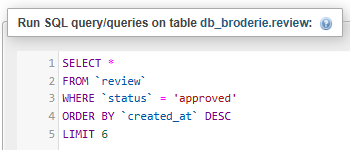 Run SQL query/queries on table db_broderie.review:
1 SELECT *
2 FROM `review`
3 WHERE `status` = 'approved'
4 ORDER BY `created_at` DESC
5 LIMIT 6